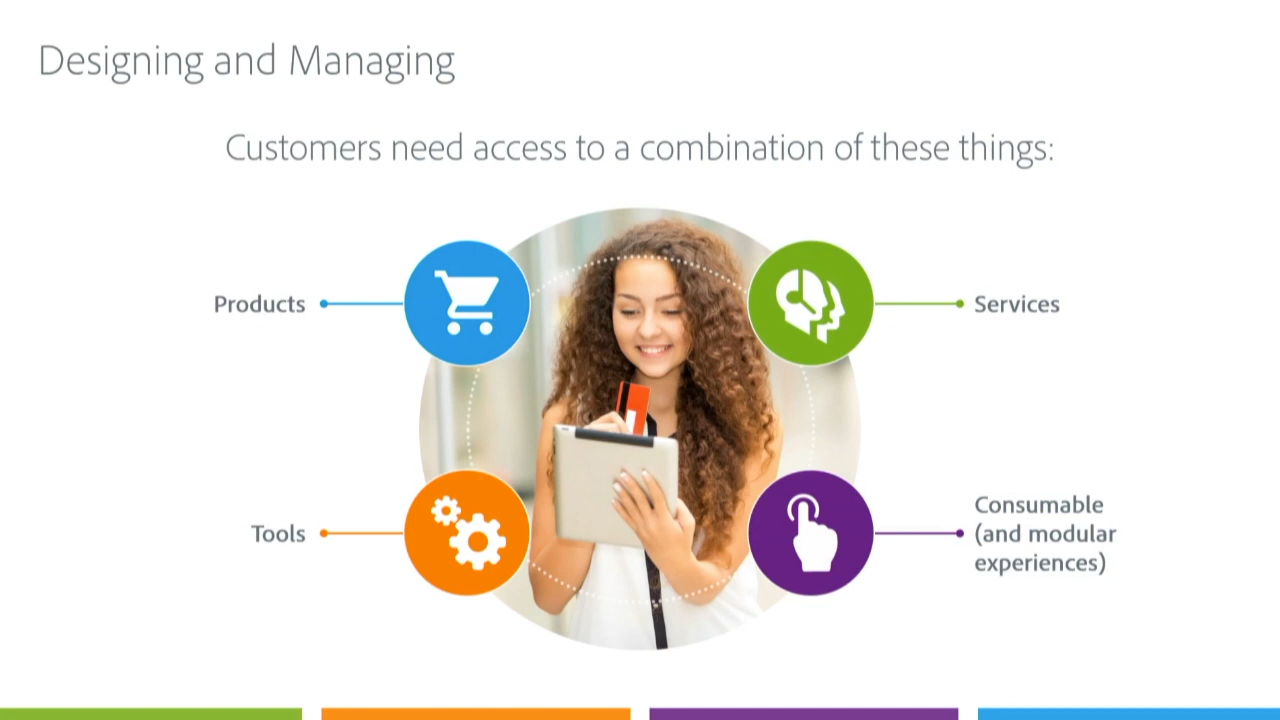 Designing and Managing
Customers need access to a combination of these things:
Products
Services
Tools
Consumable
(and modular
experiences)